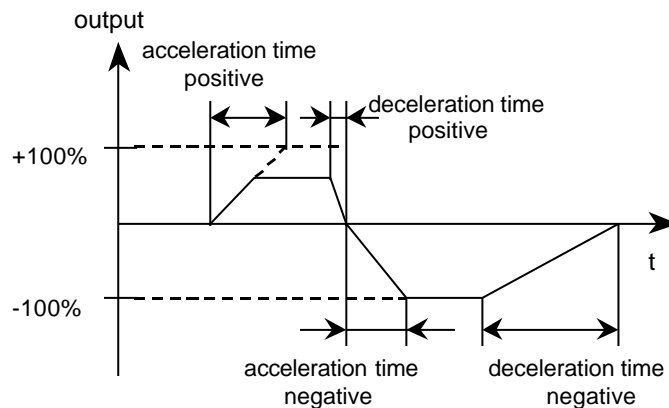 output
acceleration time
positive
deceleration time
positive
+100%
t
-100%
acceleration time
negative
deceleration time
negative